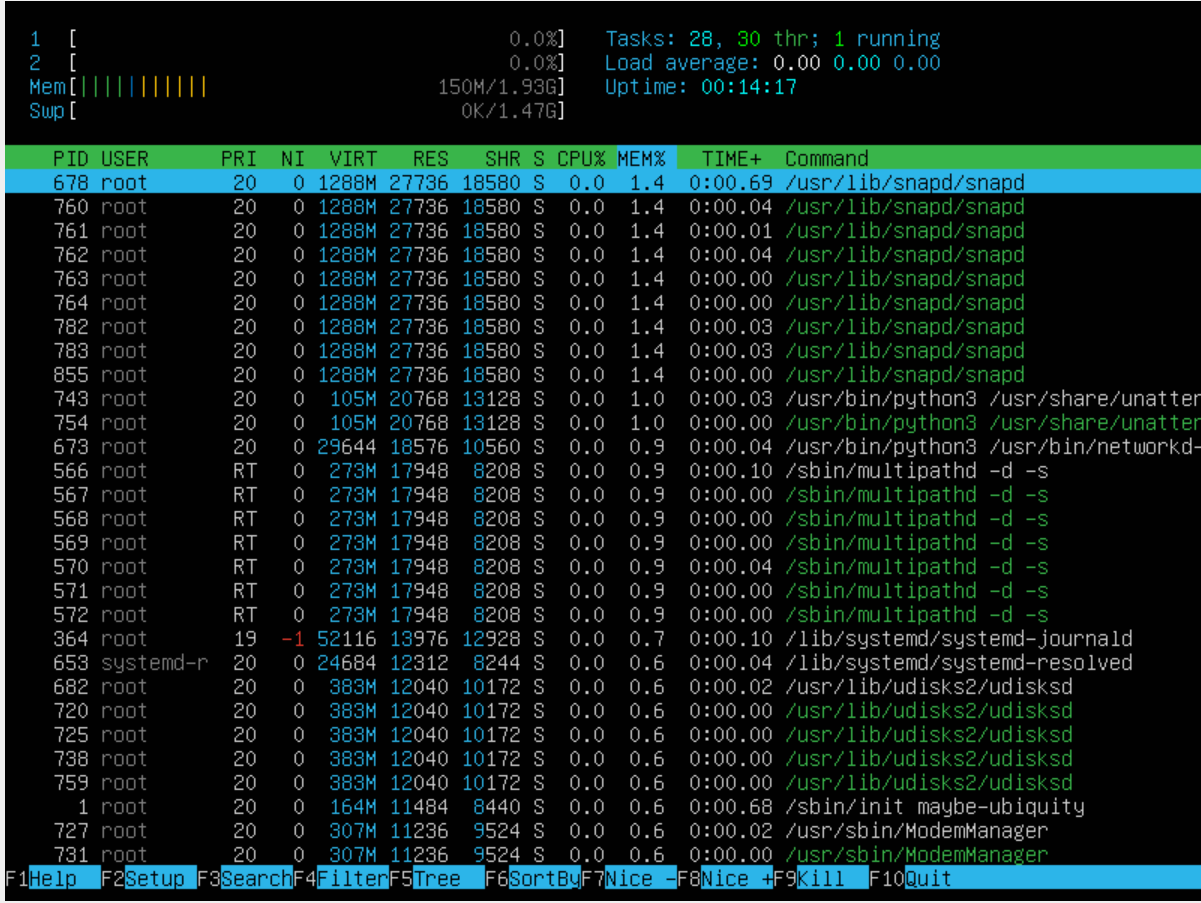 1 [ 0.0%] Tasks: 28, 30 thr; 1 running
2 [ 0.0%] Load average: 0.00 0.00 0.00
Mem[||||||||||| 150M/1.93G] Uptime: 00:14:17
Swp[ 0K/1.47G]
PID USER PRI NI VIRT RES SHR S CPU% MEM% TIME+ Command
678 root 20 0 1288M 27736 18580 S 0.0 1.4 0:00.69 /usr/lib/snapd/snapd
760 root 20 0 1288M 27736 18580 S 0.0 1.4 0:00.04 /usr/lib/snapd/snapd
761 root 20 0 1288M 27736 18580 S 0.0 1.4 0:00.01 /usr/lib/snapd/snapd
762 root 20 0 1288M 27736 18580 S 0.0 1.4 0:00.04 /usr/lib/snapd/snapd
763 root 20 0 1288M 27736 18580 S 0.0 1.4 0:00.00 /usr/lib/snapd/snapd
764 root 20 0 1288M 27736 18580 S 0.0 1.4 0:00.00 /usr/lib/snapd/snapd
782 root 20 0 1288M 27736 18580 S 0.0 1.4 0:00.03 /usr/lib/snapd/snapd
783 root 20 0 1288M 27736 18580 S 0.0 1.4 0:00.03 /usr/lib/snapd/snapd
855 root 20 0 1288M 27736 18580 S 0.0 1.4 0:00.00 /usr/lib/snapd/snapd
743 root 20 0 105M 20768 13128 S 0.0 1.0 0:00.03 /usr/bin/python3 /usr/share/unatten
754 root 20 0 105M 20768 13128 S 0.0 1.0 0:00.00 /usr/bin/python3 /usr/share/unatten
673 root 20 0 29644 18576 10560 S 0.0 0.9 0:00.04 /usr/bin/python3 /usr/bin/networkd-
566 root RT 0 273M 17948 8208 S 0.0 0.9 0:00.10 /sbin/multipathd -d -s
567 root RT 0 273M 17948 8208 S 0.0 0.9 0:00.00 /sbin/multipathd -d -s
568 root RT 0 273M 17948 8208 S 0.0 0.9 0:00.00 /sbin/multipathd -d -s
569 root RT 0 273M 17948 8208 S 0.0 0.9 0:00.00 /sbin/multipathd -d -s
570 root RT 0 273M 17948 8208 S 0.0 0.9 0:00.04 /sbin/multipathd -d -s
571 root RT 0 273M 17948 8208 S 0.0 0.9 0:00.00 /sbin/multipathd -d -s
572 root RT 0 273M 17948 8208 S 0.0 0.9 0:00.00 /sbin/multipathd -d -s
364 root 19 -1 52116 13976 12928 S 0.0 0.7 0:00.10 /lib/systemd/systemd-journald
653 systemd-r 20 0 24684 12312 8244 S 0.0 0.6 0:00.04 /lib/systemd/systemd-resolved
682 root 20 0 383M 12040 10172 S 0.0 0.6 0:00.02 /usr/lib/udisks2/udisksd
720 root 20 0 383M 12040 10172 S 0.0 0.6 0:00.00 /usr/lib/udisks2/udisksd
725 root 20 0 383M 12040 10172 S 0.0 0.6 0:00.00 /usr/lib/udisks2/udisksd
738 root 20 0 383M 12040 10172 S 0.0 0.6 0:00.00 /usr/lib/udisks2/udisksd
759 root 20 0 383M 12040 10172 S 0.0 0.6 0:00.00 /usr/lib/udisks2/udisksd
1 root 20 0 164M 11484 8440 S 0.0 0.6 0:00.68 /sbin/init maybe-ubiquity
727 root 20 0 307M 11236 9524 S 0.0 0.6 0:00.02 /usr/sbin/ModemManager
731 root 20 0 307M 11236 9524 S 0.0 0.6 0:00.00 /usr/sbin/ModemManager
F1Help F2Setup F3SearchF4FilterF5Tree F6SortByF7Nice -F8Nice +F9Kill F10Quit